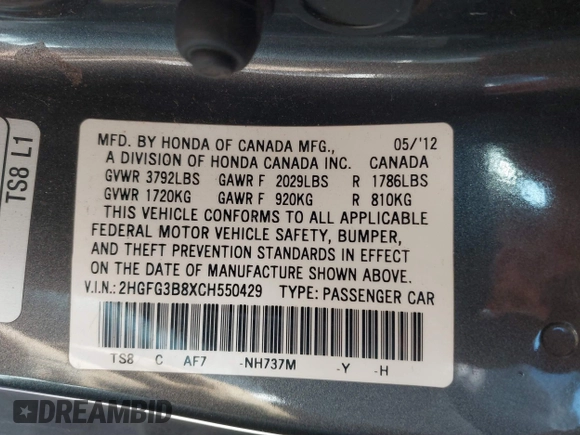 MFD. BY HONDA OF CANADA MFG., 05/'12
A DIVISION OF HONDA CANADA INC. CANADA
GVWR 3792LBS GAWR F 2029LBS R 1786LBS
GVWR 1720KG GAWR F 920KG R 810KG
THIS VEHICLE CONFORMS TO ALL APPLICABLE
FEDERAL MOTOR VEHICLE SAFETY, BUMPER,
AND THEFT PREVENTION STANDARDS IN EFFECT
ON THE DATE OF MANUFACTURE SHOWN ABOVE.
V.I.N.: 2HGFG3B8XCH550429 TYPE: PASSENGER CAR
TS8 C AF7 -NH737M -Y -H
TS8 L1
DREAMBID